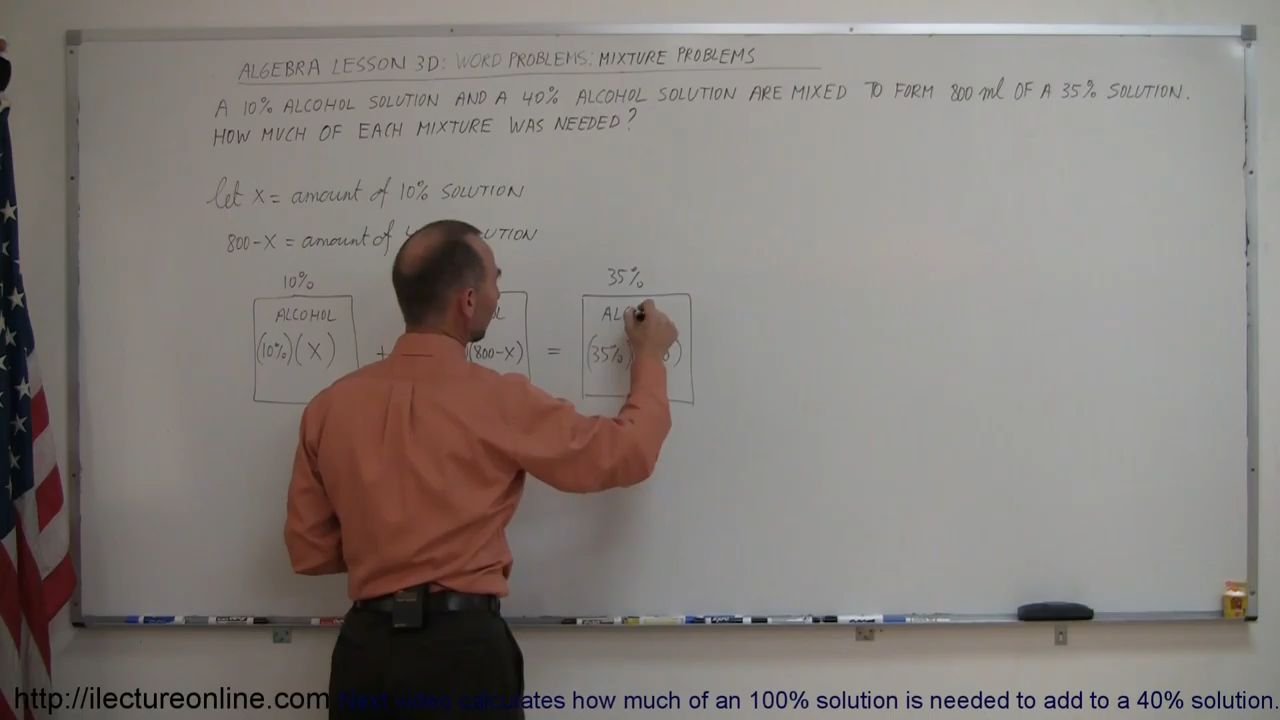 ALGEBRA LESSON 3D: WORD PROBLEMS: MIXTURE PROBLEMS
A 10% ALCOHOL SOLUTION AND A 40% ALCOHOL SOLUTION ARE MIXED TO FORM 800 ml OF A 35% SOLUTION.
HOW MUCH OF EACH MIXTURE WAS NEEDED?
let X = amount of 10% SOLUTION
800-X = amount of
10% 35%
ALCOHOL
(10%)(X) + (800-X) = (35%)
http://ilectureonline.com Next video calculates how much of an 100% solution is needed to add to a 40% solution.